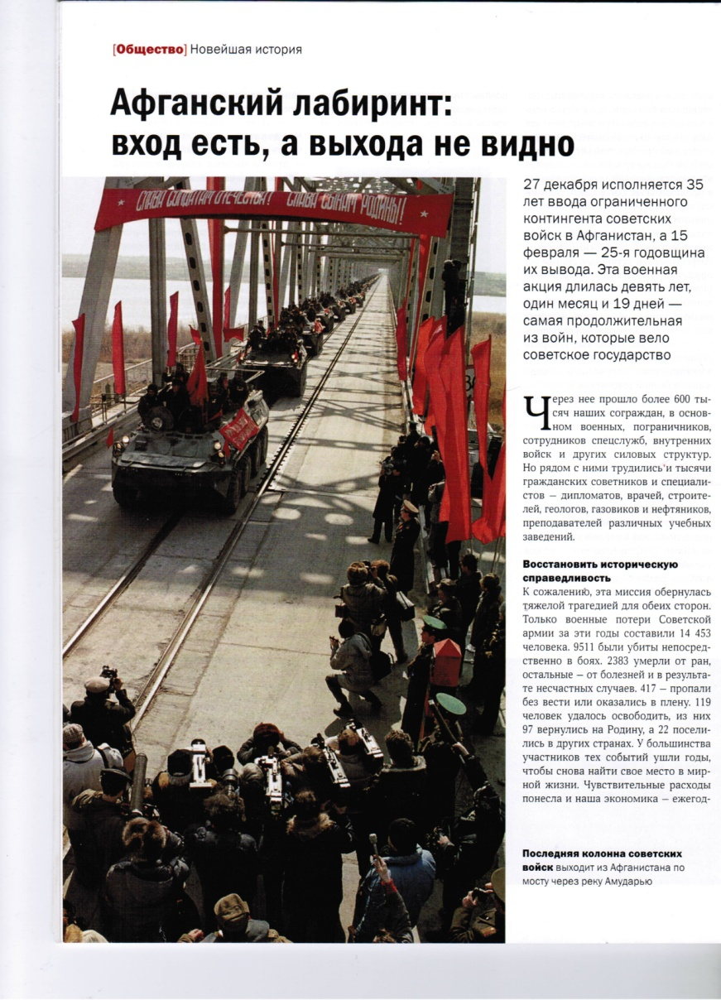 [Общество] Новейшая история
Афганский лабиринт:
вход есть, а выхода не видно
СЛАВА СОЛДАТАМ ОТЕЧЕСТВА! СЛАВА СЫНАМ РОДИНЫ!
27 декабря исполняется 35
лет ввода ограниченного
контингента советских
войск в Афганистан, а 15
февраля — 25-я годовщина
их вывода. Эта военная
акция длилась девять лет,
один месяц и 19 дней —
самая продолжительная
из войн, которые вело
советское государство
Через нее прошло более 600 ты-
сяч наших сограждан, в основ-
ном военных, пограничников,
сотрудников спецслужб, внутренних
войск и других силовых структур.
Но рядом с ними трудились и тысячи
гражданских советников и специали-
стов – дипломатов, врачей, строите-
лей, геологов, газовиков и нефтяников,
преподавателей различных учебных
заведений.
Восстановить историческую
справедливость
К сожалению, эта миссия обернулась
тяжелой трагедией для обеих сторон.
Только военные потери Советской
армии за эти годы составили 14 453
человека. 9511 были убиты непосред-
ственно в боях. 2383 умерли от ран,
остальные – от болезней и в результа-
те несчастных случаев. 417 – пропали
без вести или оказались в плену. 119
человек удалось освободить, из них
97 вернулись на Родину, а 22 посели-
лись в других странах. У большинства
участников тех событий ушли годы,
чтобы снова найти свое место в мир-
ной жизни. Чувствительные расходы
понесла и наша экономика – ежегод-
Последняя колонна советских
войск выходит из Афганистана по
мосту через реку Амударью